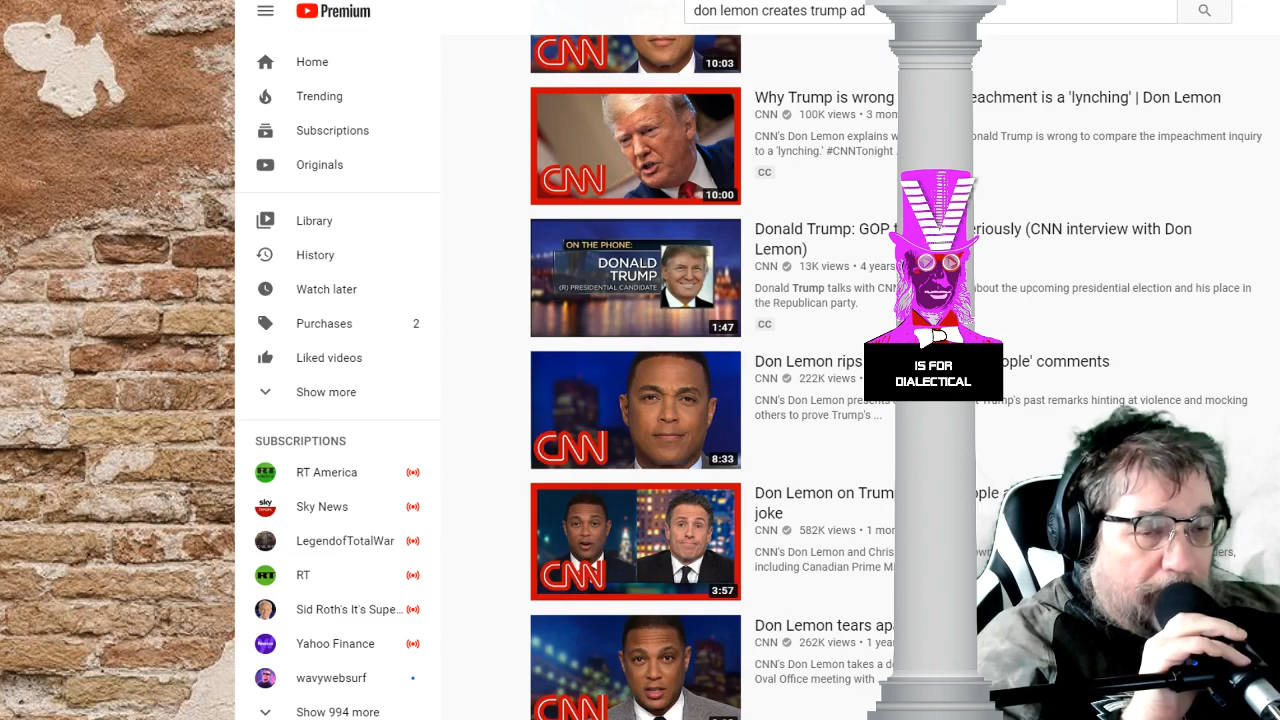 Premium
don lemon creates trump ad
Home
Trending
Subscriptions
Originals
Library
History
Watch later
Purchases 2
Liked videos
Show more
SUBSCRIPTIONS
RT America
Sky News
LegendofTotalWar
RT
Sid Roth's It's Supe...
Yahoo Finance
wavywebsurf
Show 994 more
CNN
10:03
CNN
10:00
Why Trump is wrong eachment is a 'lynching' | Don Lemon
CNN 100K views • 3 mon
CNN's Don Lemon explains w onald Trump is wrong to compare the impeachment inquiry
to a 'lynching.' #CNNTonight
CC
ON THE PHONE:
DONALD
TRUMP
(R) PRESIDENTIAL CANDIDATE
1:47
Donald Trump: GOP eriously (CNN interview with Don
Lemon)
CNN 13K views • 4 years
Donald Trump talks with CNN about the upcoming presidential election and his place in
the Republican party.
CC
CNN
8:33
Don Lemon rips ople' comments
CNN 222K views •
CNN's Don Lemon presents Trump's past remarks hinting at violence and mocking
others to prove Trump's ...
CNN
3:57
Don Lemon on Trum ople a
joke
CNN 582K views • 1 mon
CNN's Don Lemon and Chris own ders,
including Canadian Prime Mi
Don Lemon tears apa
CNN 262K views • 1 yea
CNN's Don Lemon takes a de
Oval Office meeting with
D
IS FOR
DIALECTICAL